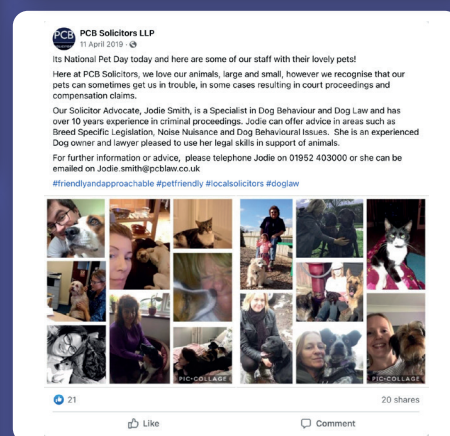 PCB
PCB Solicitors LLP
11 April 2019 ·
Its National Pet Day today and here are some of our staff with their lovely pets!
Here at PCB Solicitors, we love our animals, large and small, however we recognise that our
pets can sometimes get us in trouble, in some cases resulting in court proceedings and
compensation claims.
Our Solicitor Advocate, Jodie Smith, is a Specialist in Dog Behaviour and Dog Law and has
over 10 years experience in criminal proceedings. Jodie can offer advice in areas such as
Breed Specific Legislation, Noise Nuisance and Dog Behavioural Issues. She is an experienced
Dog owner and lawyer pleased to use her legal skills in support of animals.
For further information or advice, please telephone Jodie on 01952 403000 or she can be
emailed on Jodie.smith@pcblaw.co.uk
#friendlyandapproachable #petfriendly #localsolicitors #doglaw
PIC•COLLAGE
PIC•COLLAGE
21
20 shares
Like
Comment